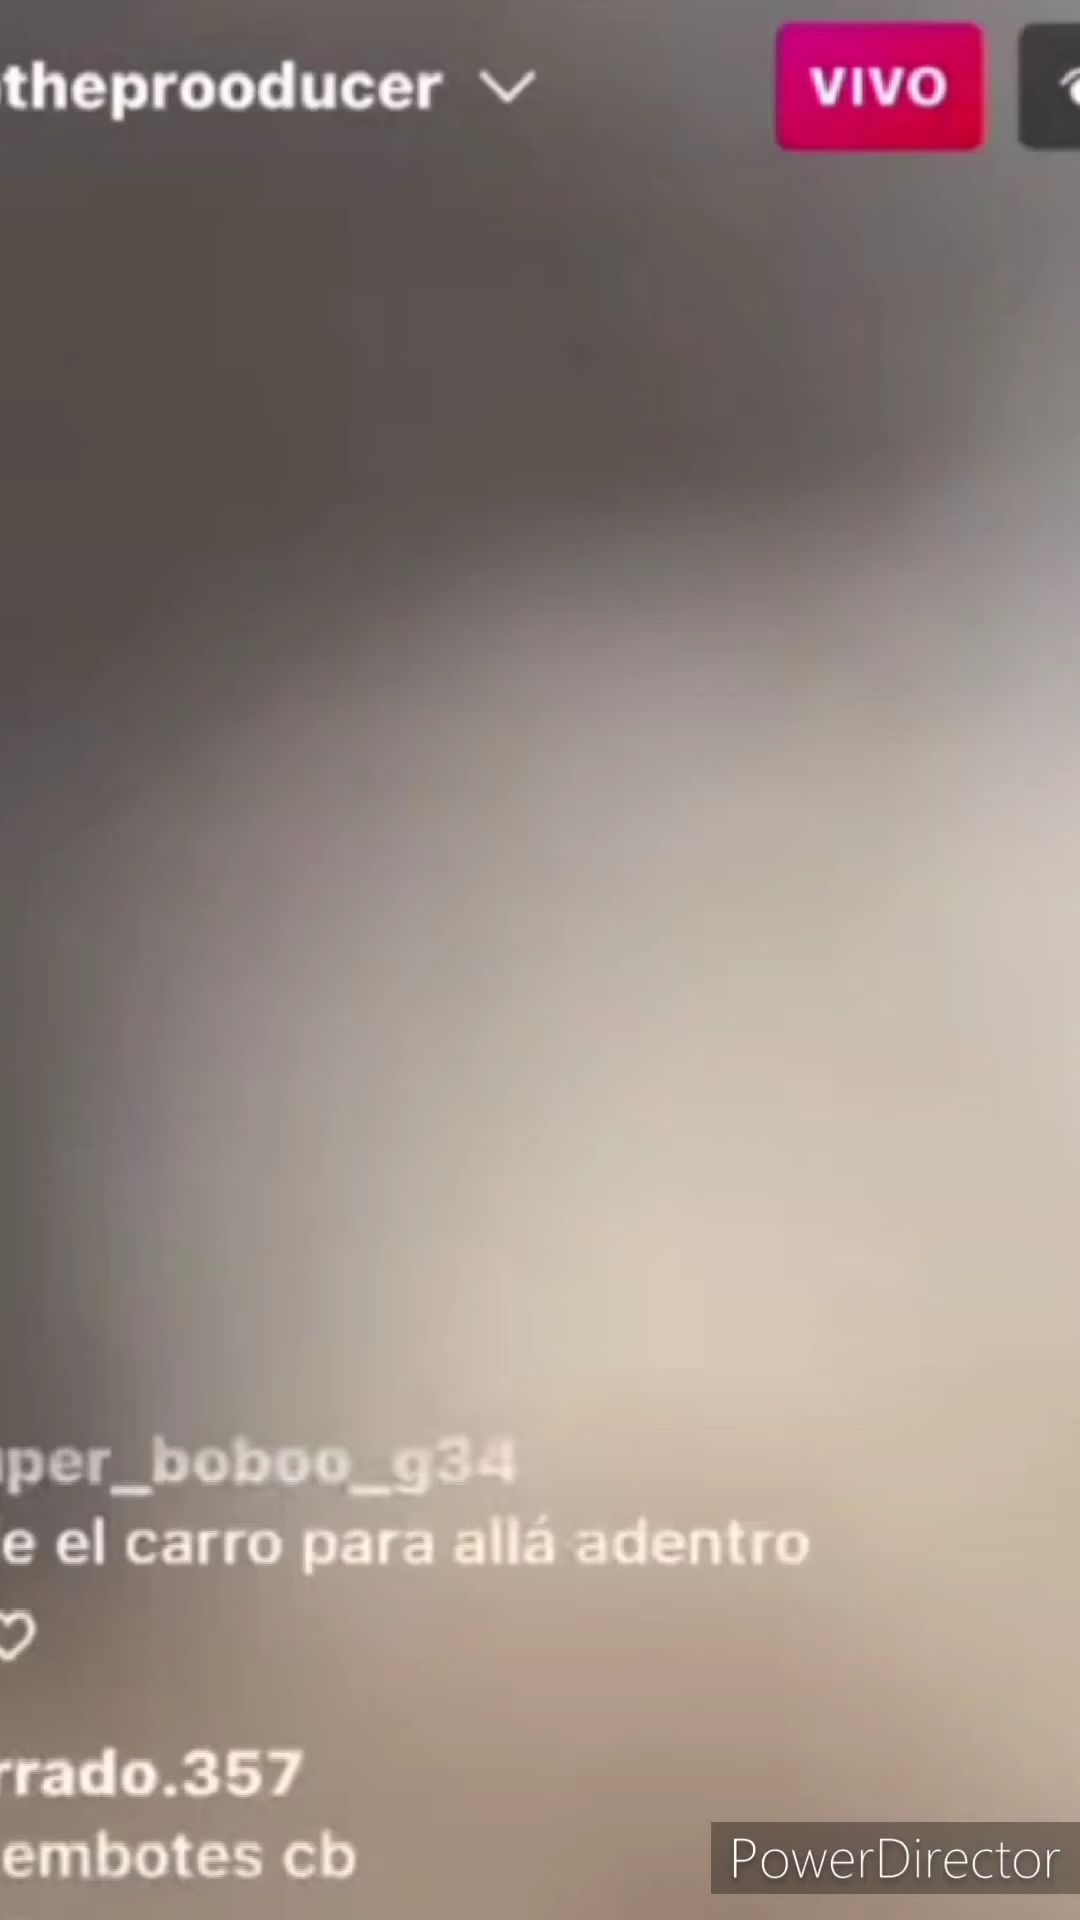 theprooducer
VIVO
per_boboo_g34
e el carro para allá adentro
rrado.357
embotes cb
PowerDirector